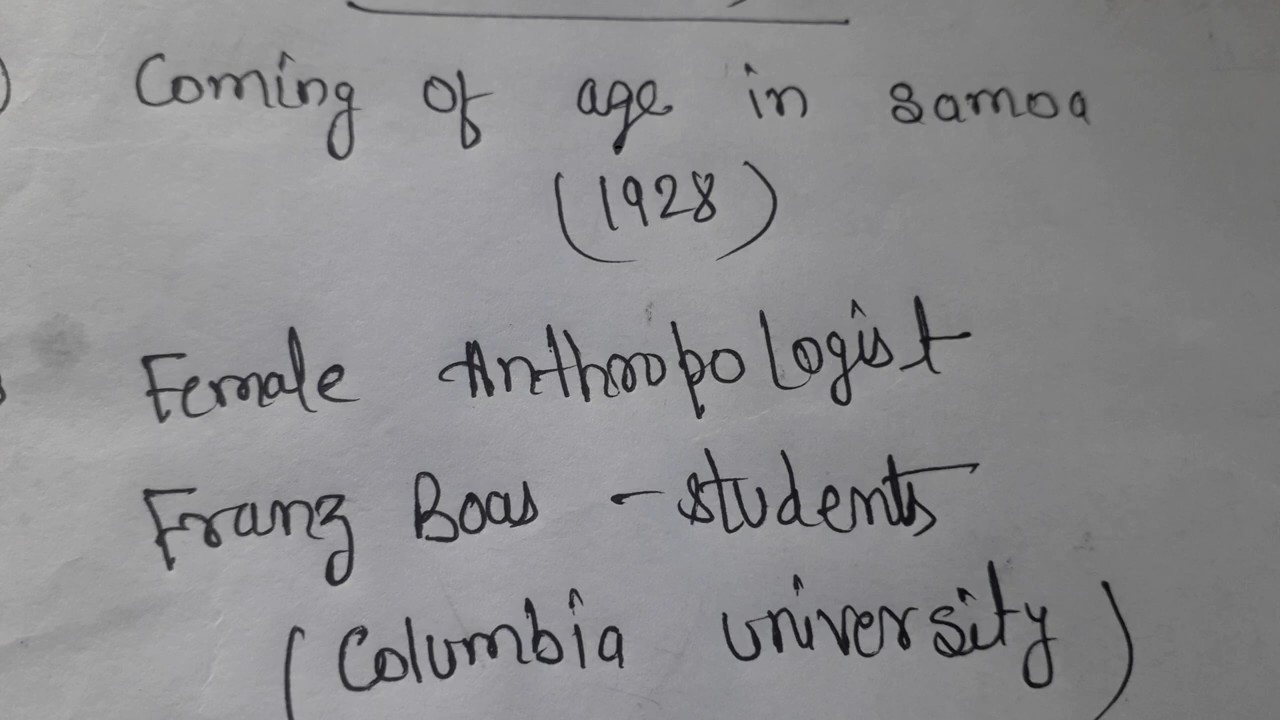 Coming of age in Samoa
(1928)
Female Anthropologist
Franz Boas - students
(Columbia university)